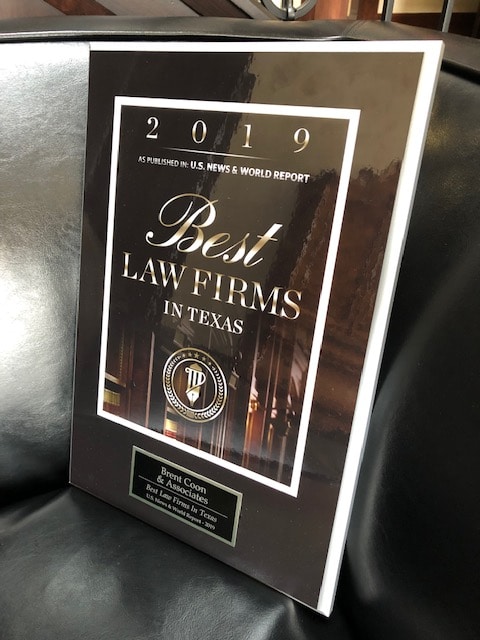 2019
AS PUBLISHED IN: U.S. NEWS & WORLD REPORT
Best
LAW FIRMS
IN TEXAS
Brent Coon
& Associates
Best Law Firms In Texas
U.S. News & World Report - 2019